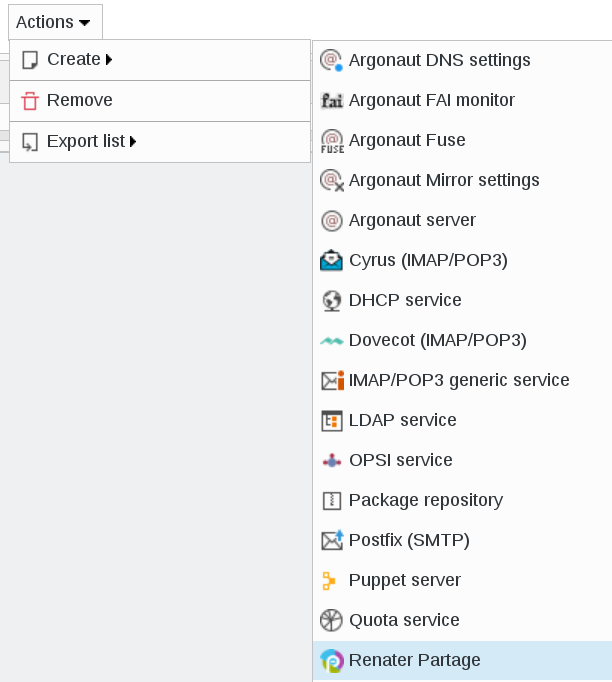 Actions
Create
Remove
Export list
Argonaut DNS settings
fai Argonaut FAI monitor
FUSE Argonaut Fuse
Argonaut Mirror settings
Argonaut server
Cyrus (IMAP/POP3)
DHCP service
Dovecot (IMAP/POP3)
IMAP/POP3 generic service
LDAP service
OPSI service
Package repository
Postfix (SMTP)
Puppet server
Quota service
Renater Partage